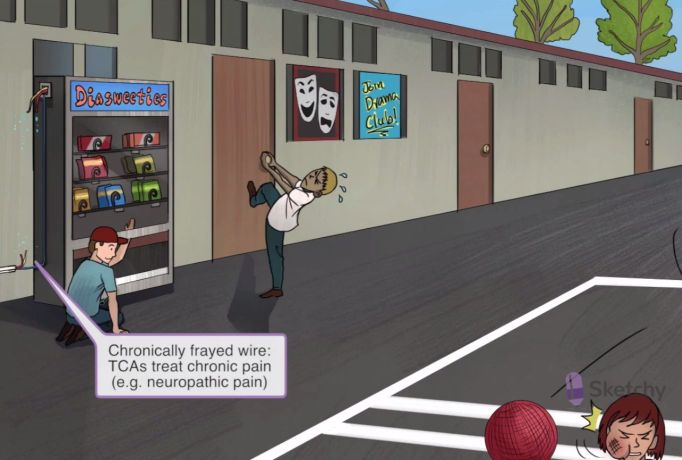 Diasweeties
Join
Drama
Club!
Chronically frayed wire:
TCAs treat chronic pain
(e.g. neuropathic pain)
Sketchy